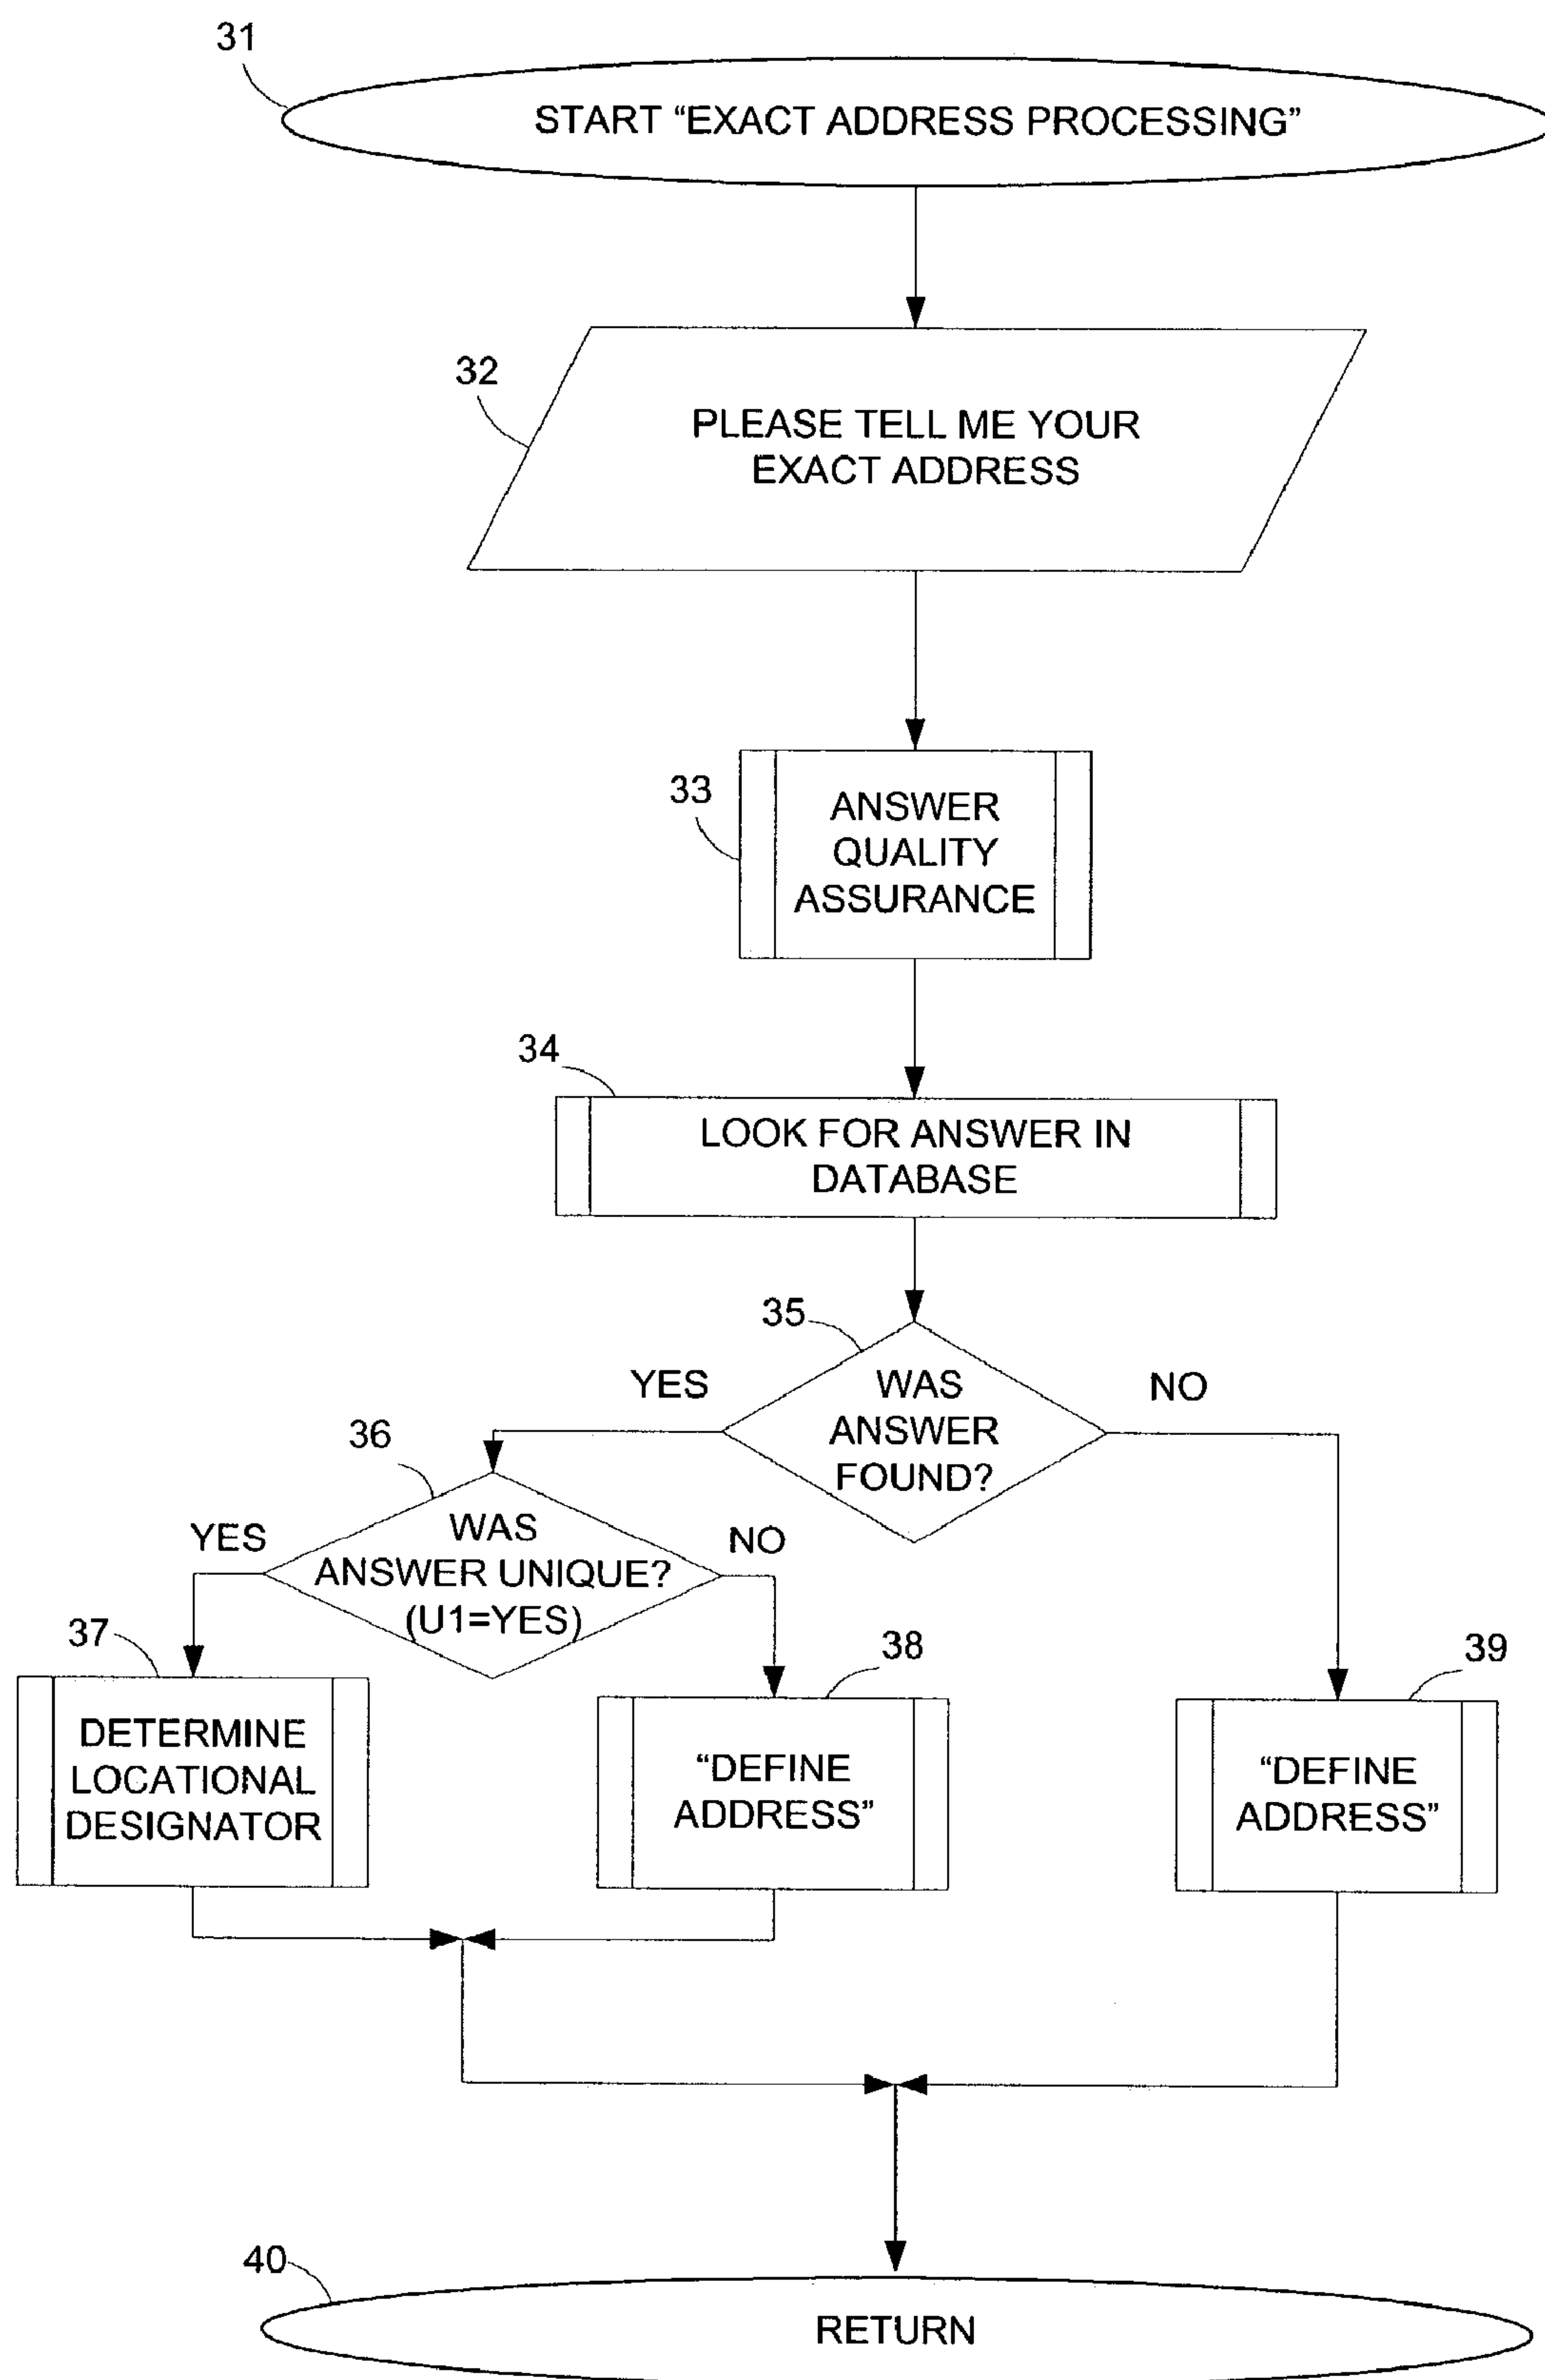 31
START “EXACT ADDRESS PROCESSING”
32
PLEASE TELL ME YOUR
EXACT ADDRESS
33
ANSWER
QUALITY
ASSURANCE
34
LOOK FOR ANSWER IN
DATABASE
35
WAS
ANSWER
FOUND?
YES
NO
36
WAS
ANSWER UNIQUE?
(U1=YES)
YES
NO
37
DETERMINE
LOCATIONAL
DESIGNATOR
38
“DEFINE
ADDRESS”
39
“DEFINE
ADDRESS”
40
RETURN